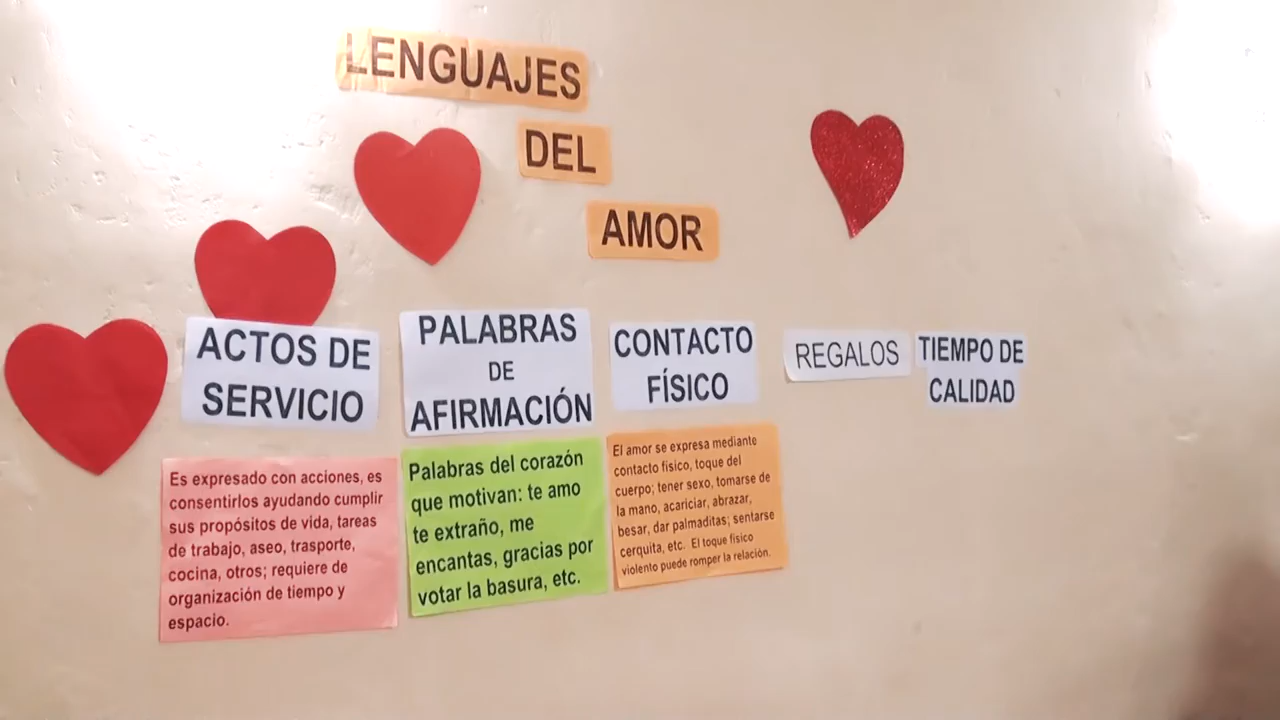 LENGUAJES
DEL
AMOR
ACTOS DE
SERVICIO
PALABRAS
DE
AFIRMACIÓN
CONTACTO
FÍSICO
REGALOS
TIEMPO DE
CALIDAD
Es expresado con acciones, es
consentirlos ayudando cumplir
sus propósitos de vida, tareas
de trabajo, aseo, trasporte,
cocina, otros; requiere de
organización de tiempo y
espacio.
Palabras del corazón
que motivan: te amo
te extraño, me
encantas, gracias por
votar la basura, etc.
El amor se expresa mediante
contacto físico, toque del
cuerpo; tener sexo, tomarse de
la mano, acariciar, abrazar,
besar, dar palmaditas; sentarse
cerquita, etc. El toque físico
violento puede romper la relación.